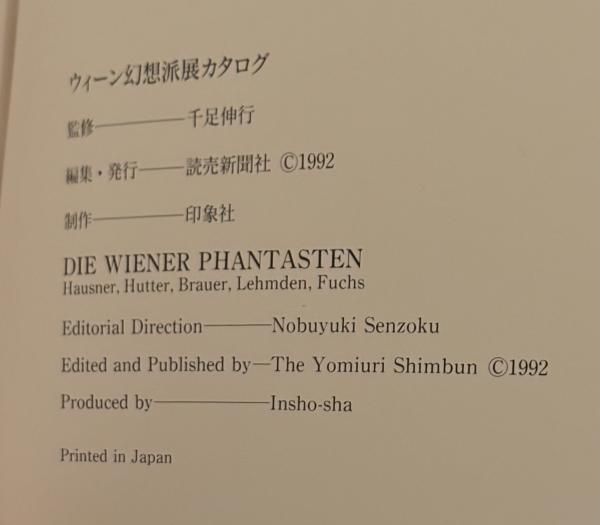 ウィーン幻想派展カタログ
監修————千足伸行
編集・発行——読売新聞社 ©1992
制作————印象社
DIE WIENER PHANTASTEN
Hausner, Hutter, Brauer, Lehmden, Fuchs
Editorial Direction———Nobuyuki Senzoku
Edited and Published by—The Yomiuri Shimbun ©1992
Produced by—————Insho-sha
Printed in Japan